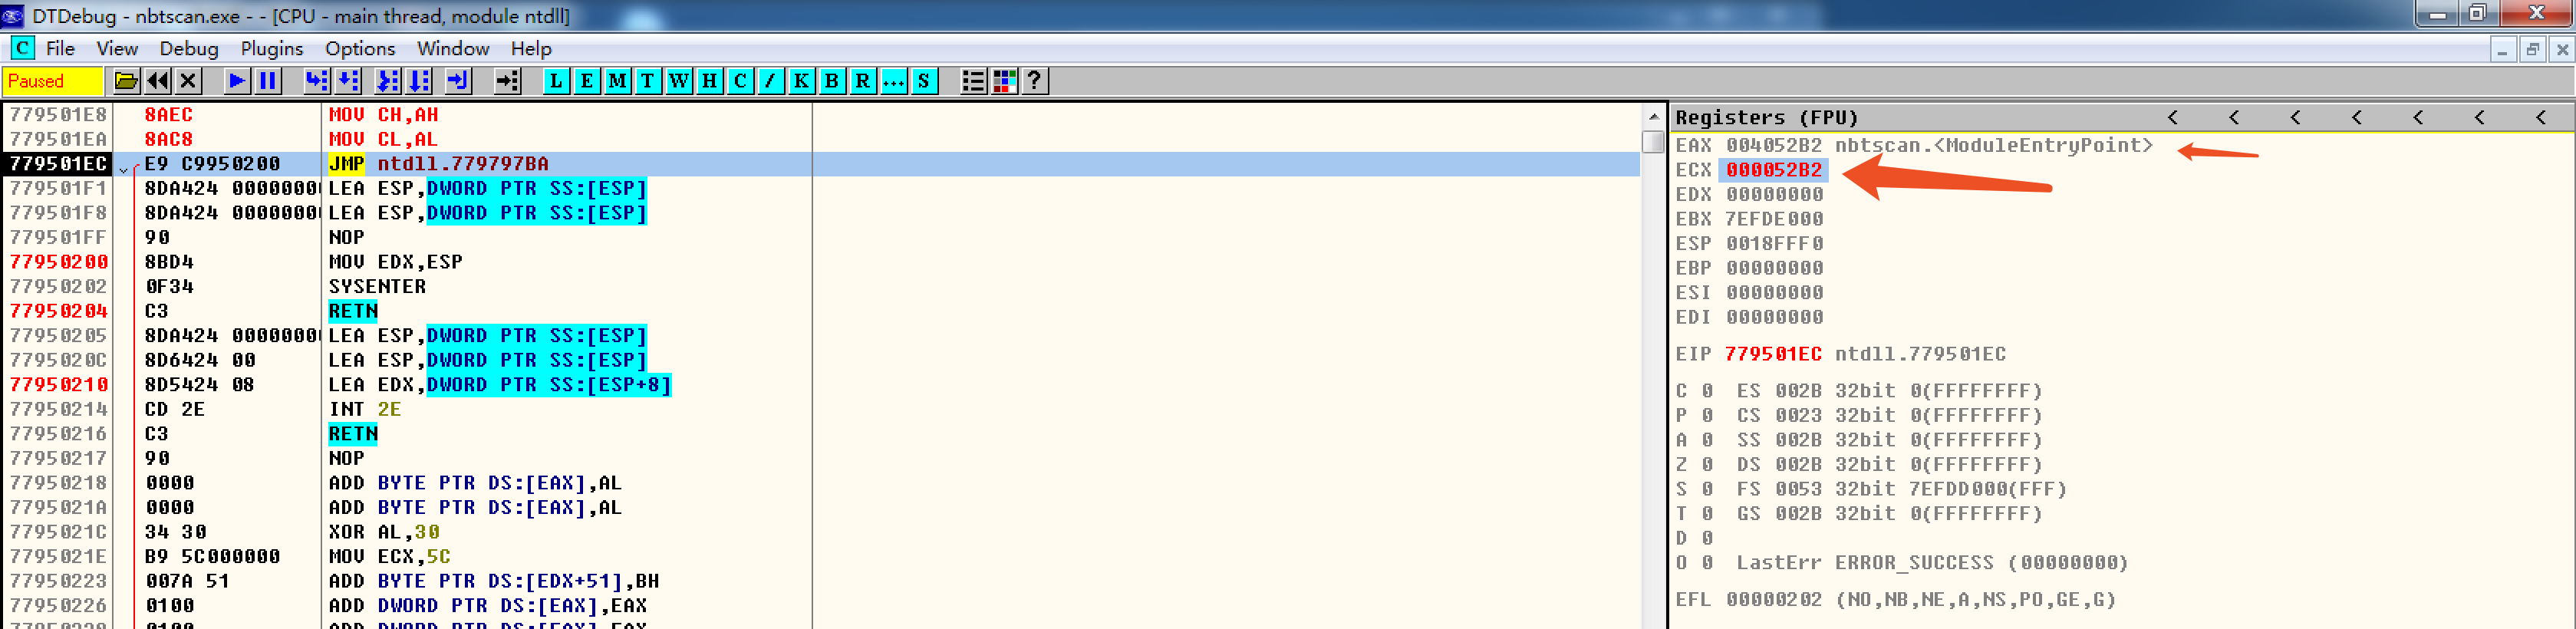 DTDebug - nbtscan.exe - - [CPU - main thread, module ntdll]
C File View Debug Plugins Options Window Help
Paused L E M T W H C / K B R ... S ?
779501E8 8AEC MOV CH,AH
779501EA 8AC8 MOV CL,AL
779501EC E9 C9950200 JMP ntdll.779797BA
779501F1 8DA424 0000000 LEA ESP,DWORD PTR SS:[ESP]
779501F8 8DA424 0000000 LEA ESP,DWORD PTR SS:[ESP]
779501FF 90 NOP
77950200 8BD4 MOV EDX,ESP
77950202 0F34 SYSENTER
77950204 C3 RETN
77950205 8DA424 0000000 LEA ESP,DWORD PTR SS:[ESP]
7795020C 8D6424 00 LEA ESP,DWORD PTR SS:[ESP]
77950210 8D5424 08 LEA EDX,DWORD PTR SS:[ESP+8]
77950214 CD 2E INT 2E
77950216 C3 RETN
77950217 90 NOP
77950218 0000 ADD BYTE PTR DS:[EAX],AL
7795021A 0000 ADD BYTE PTR DS:[EAX],AL
7795021C 34 30 XOR AL,30
7795021E B9 5C000000 MOV ECX,5C
77950223 007A 51 ADD BYTE PTR DS:[EDX+51],BH
77950226 0100 ADD DWORD PTR DS:[EAX],EAX
77950228 0100 ADD DWORD PTR DS:[EAX],EAX
Registers (FPU) < < < < < < <
EAX 004052B2 nbtscan.<ModuleEntryPoint>
ECX 000052B2
EDX 00000000
EBX 7EFDE000
ESP 0018FFF0
EBP 00000000
ESI 00000000
EDI 00000000
EIP 779501EC ntdll.779501EC
C 0 ES 002B 32bit 0(FFFFFFFF)
P 0 CS 0023 32bit 0(FFFFFFFF)
A 0 SS 002B 32bit 0(FFFFFFFF)
Z 0 DS 002B 32bit 0(FFFFFFFF)
S 0 FS 0053 32bit 7EFDD000(FFF)
T 0 GS 002B 32bit 0(FFFFFFFF)
D 0
O 0 LastErr ERROR_SUCCESS (00000000)
EFL 00000202 (NO,NB,NE,A,NS,PO,GE,G)